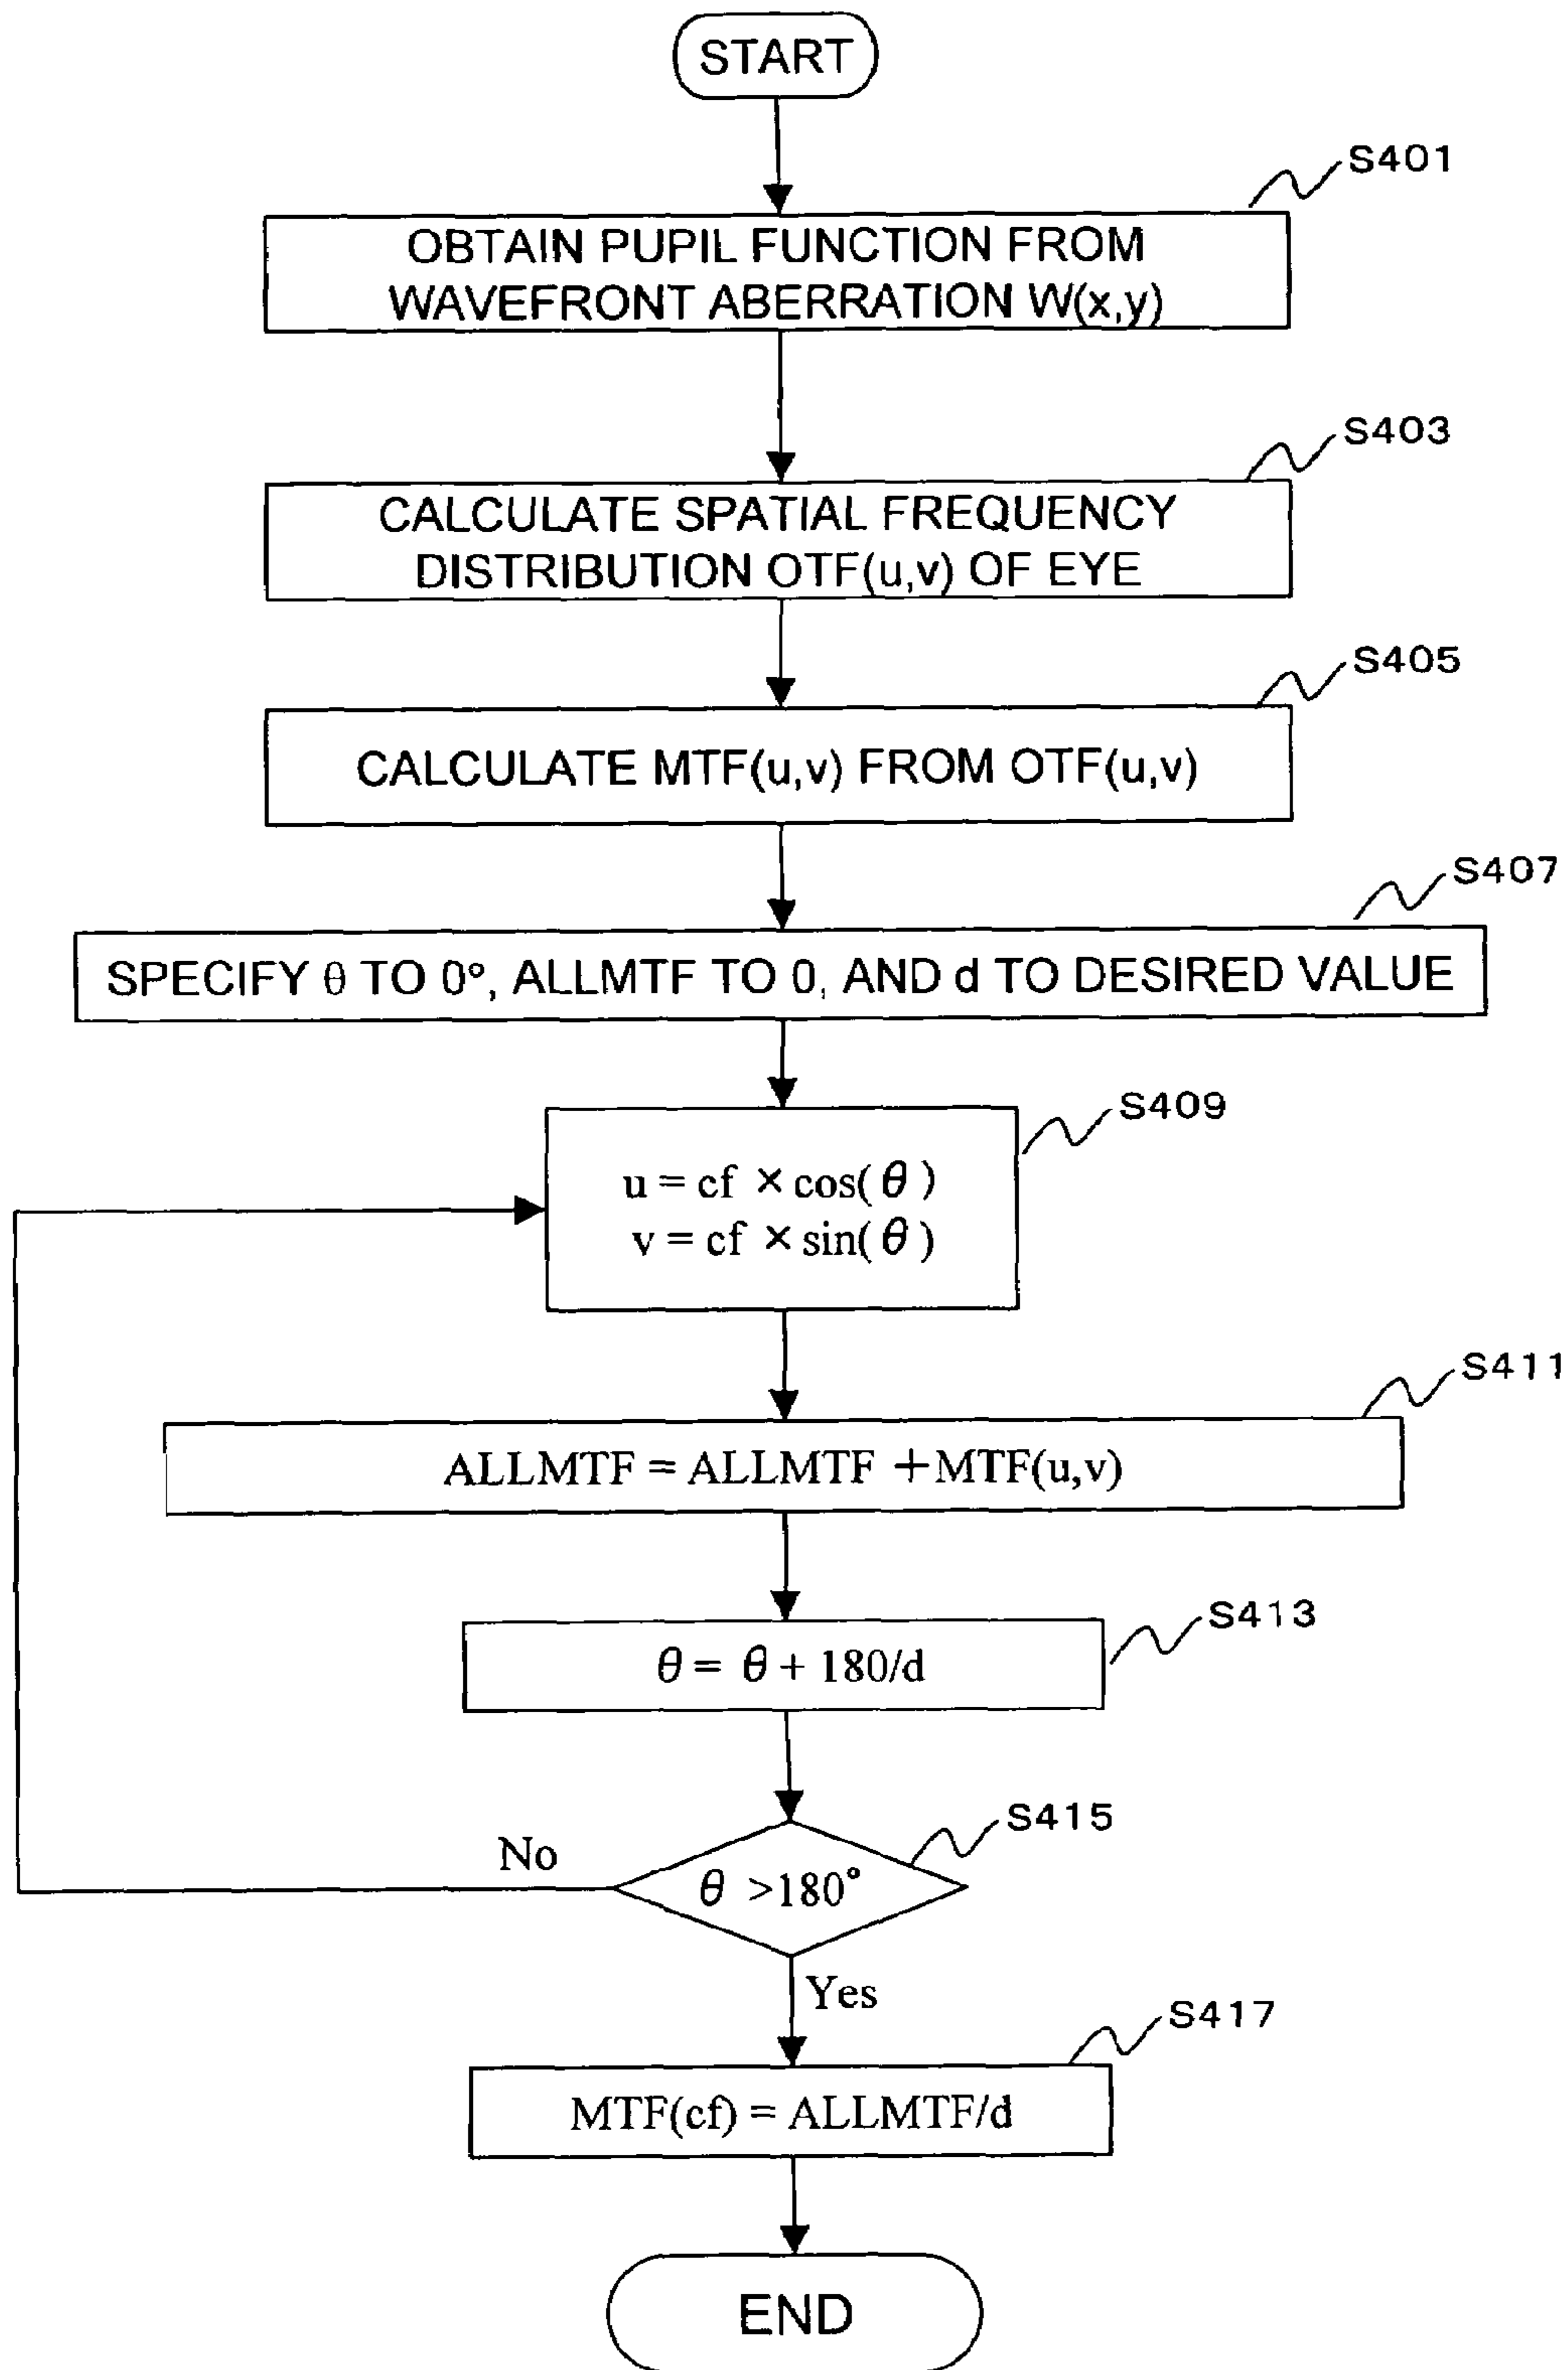 START
S401
OBTAIN PUPIL FUNCTION FROM
WAVEFRONT ABERRATION W(x,y)
S403
CALCULATE SPATIAL FREQUENCY
DISTRIBUTION OTF(u,v) OF EYE
S405
CALCULATE MTF(u,v) FROM OTF(u,v)
S407
SPECIFY θ TO 0°, ALLMTF TO 0, AND d TO DESIRED VALUE
S409
u = cf × cos(θ)
v = cf × sin(θ)
S411
ALLMTF = ALLMTF +MTF(u,v)
S413
θ = θ + 180/d
S415
No
θ >180°
Yes
S417
MTF(cf) = ALLMTF/d
END